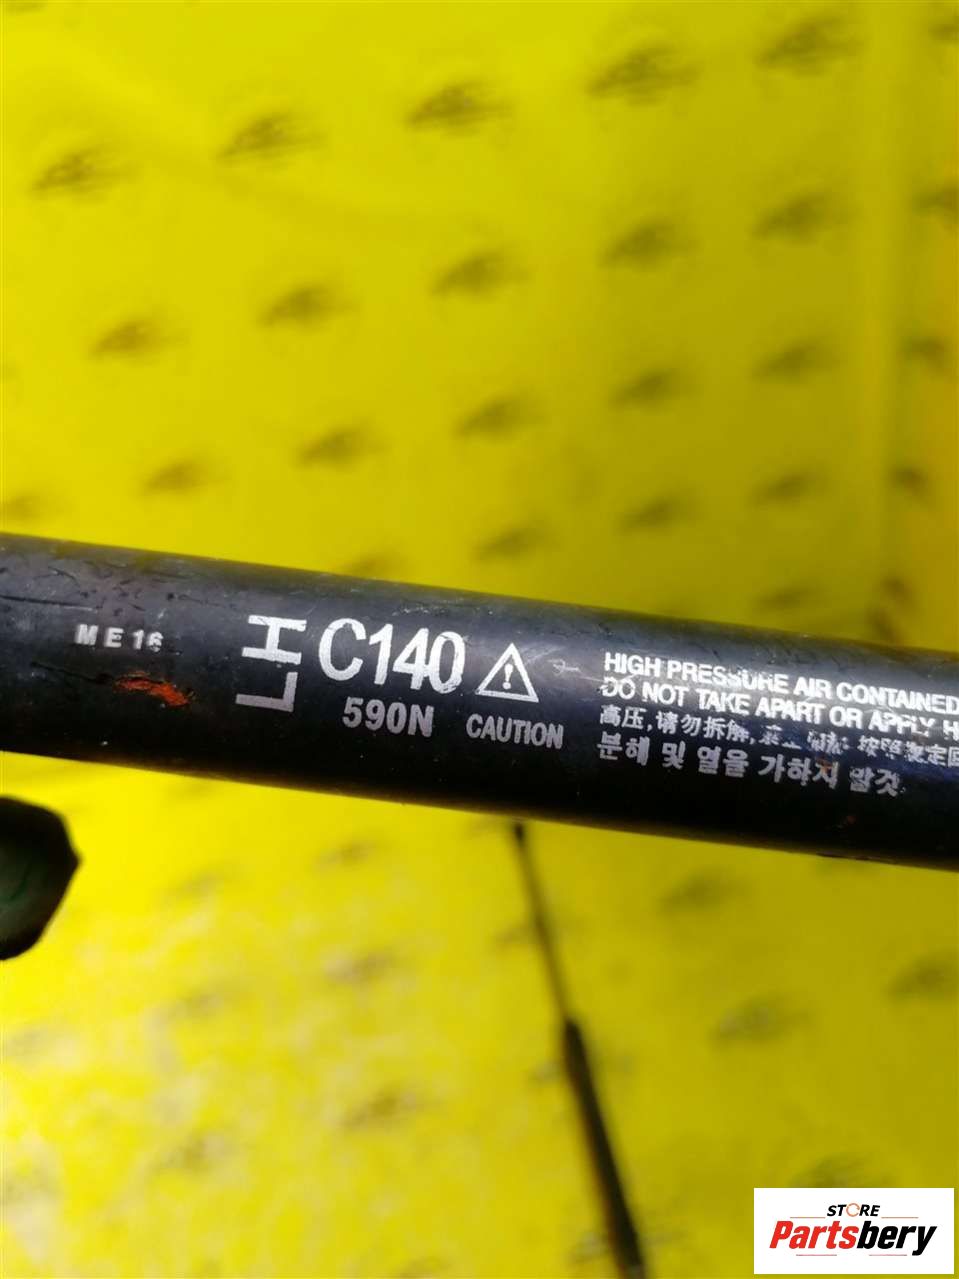 ME16
LH
C140
590N
CAUTION
HIGH PRESSURE AIR CONTAINED
DO NOT TAKE APART OR APPLY H
高压,请勿拆解,
분해 및 열을 가하지 말것
STORE
Partsbery